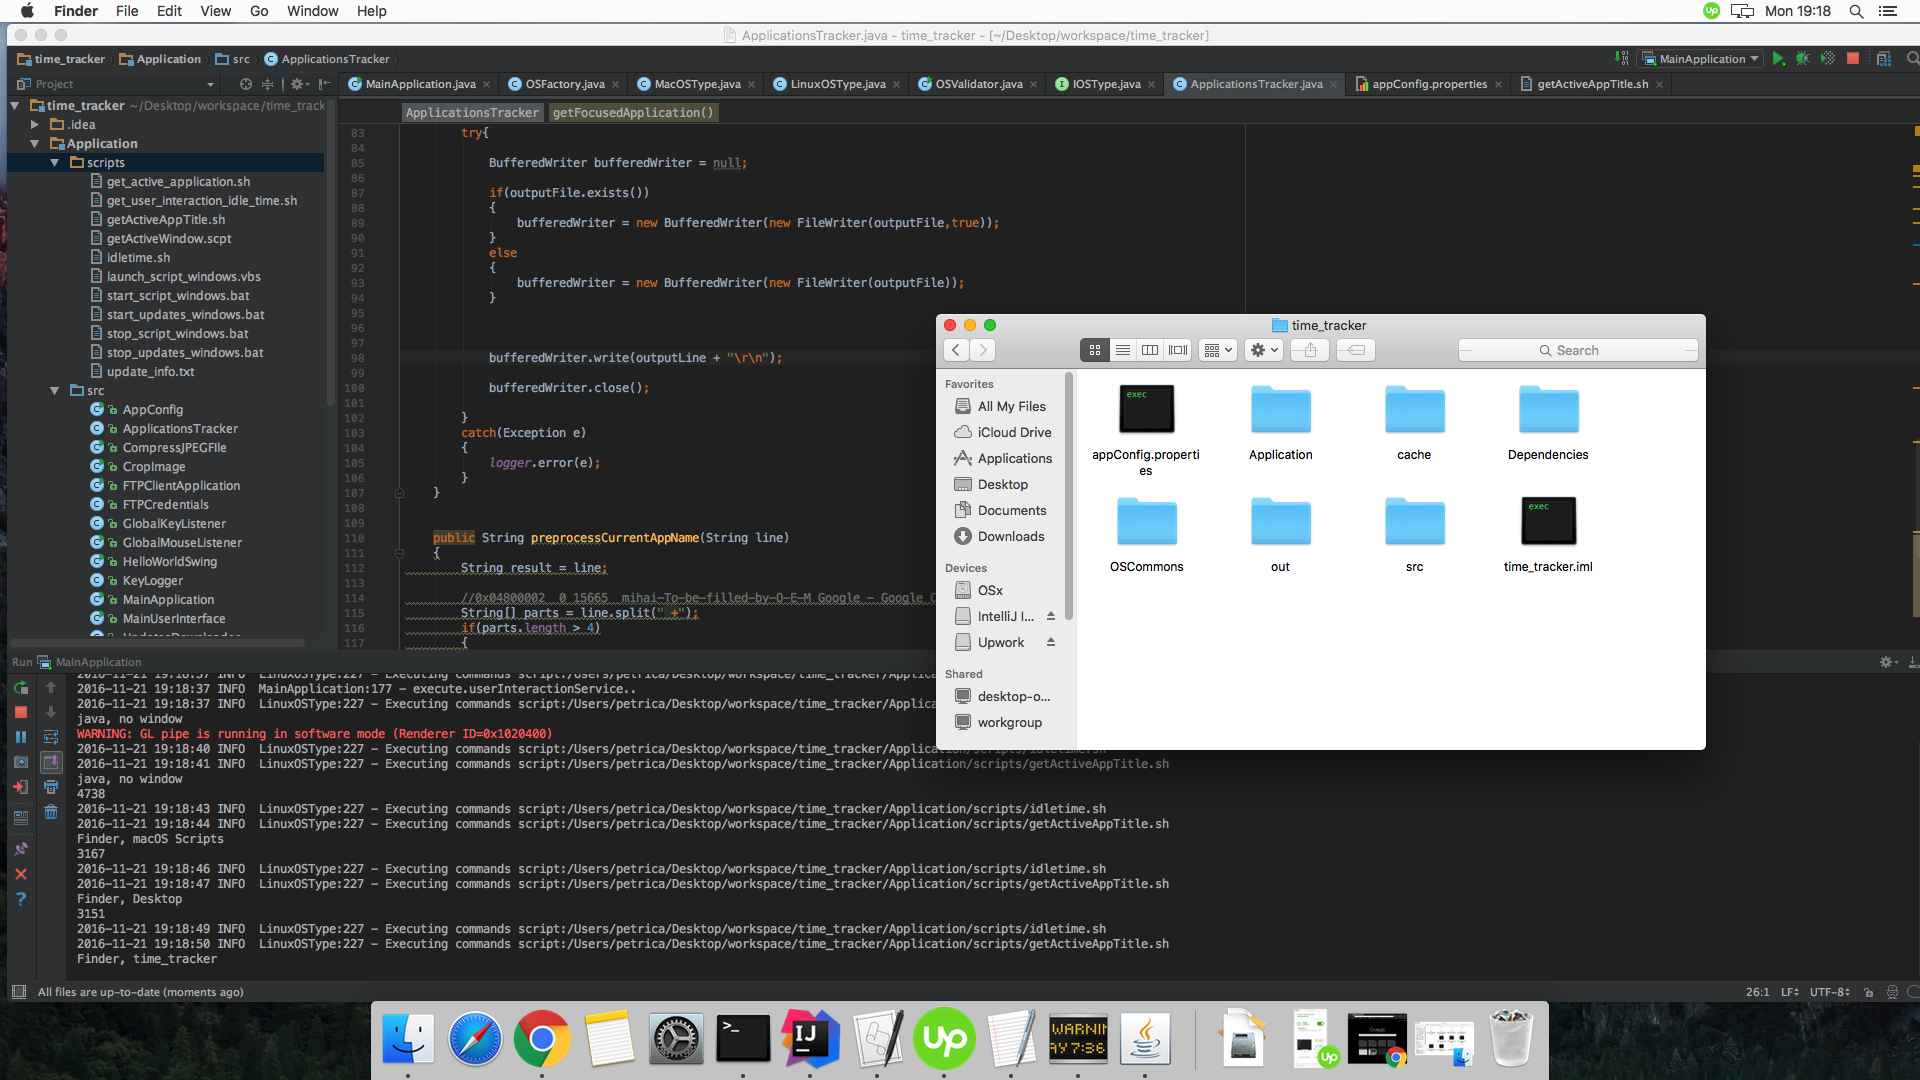 Finder File Edit View Go Window Help
Up Mon 19:18
ApplicationsTracker.java - time_tracker - [~/Desktop/workspace/time_tracker]
time_tracker Application src ApplicationsTracker
MainApplication
Project
MainApplication.java OSFactory.java MacOSType.java LinuxOSType.java OSValidator.java IOSType.java ApplicationsTracker.java appConfig.properties getActiveAppTitle.sh
time_tracker ~/Desktop/workspace/time_track
.idea
Application
scripts
get_active_application.sh
get_user_interaction_idle_time.sh
getActiveAppTitle.sh
getActiveWindow.scpt
idletime.sh
launch_script_windows.vbs
start_script_windows.bat
start_updates_windows.bat
stop_script_windows.bat
stop_updates_windows.bat
update_info.txt
src
AppConfig
ApplicationsTracker
CompressJPEGFIle
CropImage
FTPClientApplication
FTPCredentials
GlobalKeyListener
GlobalMouseListener
HelloWorldSwing
KeyLogger
MainApplication
MainUserInterface
ApplicationsTracker getFocusedApplication()
83 try{
84
85 BufferedWriter bufferedWriter = null;
86
87 if(outputFile.exists())
88 {
89 bufferedWriter = new BufferedWriter(new FileWriter(outputFile,true));
90 }
91 else
92 {
93 bufferedWriter = new BufferedWriter(new FileWriter(outputFile));
94 }
95
96
97
98 bufferedWriter.write(outputLine + "\r\n");
99
100 bufferedWriter.close();
101
102 }
103 catch(Exception e)
104 {
105 logger.error(e);
106 }
107 }
108
109
110 public String preprocessCurrentAppName(String line)
111 {
112 String result = line;
113
114 //0x04800002 0 15665 mihai-To-be-filled-by-O-E-M Google - Google C
115 String[] parts = line.split(" +");
116 if(parts.length > 4)
117 {
time_tracker
Search
Favorites
All My Files
iCloud Drive
Applications
Desktop
Documents
Downloads
Devices
OSx
IntelliJ I...
Upwork
Shared
desktop-o...
workgroup
exec
appConfig.properti
es
Application
cache
Dependencies
OSCommons
out
src
exec
time_tracker.iml
Run MainApplication
2016-11-21 19:18:37 INFO LinuxOSType:227 - Executing commands script:/Users/petrica/Desktop/workspace/time_tracker/Applica
2016-11-21 19:18:37 INFO MainApplication:177 - execute.userInteractionService..
2016-11-21 19:18:37 INFO LinuxOSType:227 - Executing commands script:/Users/petrica/Desktop/workspace/time_tracker/Applica
java, no window
WARNING: GL pipe is running in software mode (Renderer ID=0x1020400)
2016-11-21 19:18:40 INFO LinuxOSType:227 - Executing commands script:/Users/petrica/Desktop/workspace/time_tracker/Application/scripts/idletime.sh
2016-11-21 19:18:41 INFO LinuxOSType:227 - Executing commands script:/Users/petrica/Desktop/workspace/time_tracker/Application/scripts/getActiveAppTitle.sh
java, no window
4738
2016-11-21 19:18:43 INFO LinuxOSType:227 - Executing commands script:/Users/petrica/Desktop/workspace/time_tracker/Application/scripts/idletime.sh
2016-11-21 19:18:44 INFO LinuxOSType:227 - Executing commands script:/Users/petrica/Desktop/workspace/time_tracker/Application/scripts/getActiveAppTitle.sh
Finder, macOS Scripts
3167
2016-11-21 19:18:46 INFO LinuxOSType:227 - Executing commands script:/Users/petrica/Desktop/workspace/time_tracker/Application/scripts/idletime.sh
2016-11-21 19:18:47 INFO LinuxOSType:227 - Executing commands script:/Users/petrica/Desktop/workspace/time_tracker/Application/scripts/getActiveAppTitle.sh
Finder, Desktop
3151
2016-11-21 19:18:49 INFO LinuxOSType:227 - Executing commands script:/Users/petrica/Desktop/workspace/time_tracker/Application/scripts/idletime.sh
2016-11-21 19:18:50 INFO LinuxOSType:227 - Executing commands script:/Users/petrica/Desktop/workspace/time_tracker/Application/scripts/getActiveAppTitle.sh
Finder, time_tracker
All files are up-to-date (moments ago)
26:1 LF UTF-8
IJ
Up
WARNIN
AY 7:36
Up